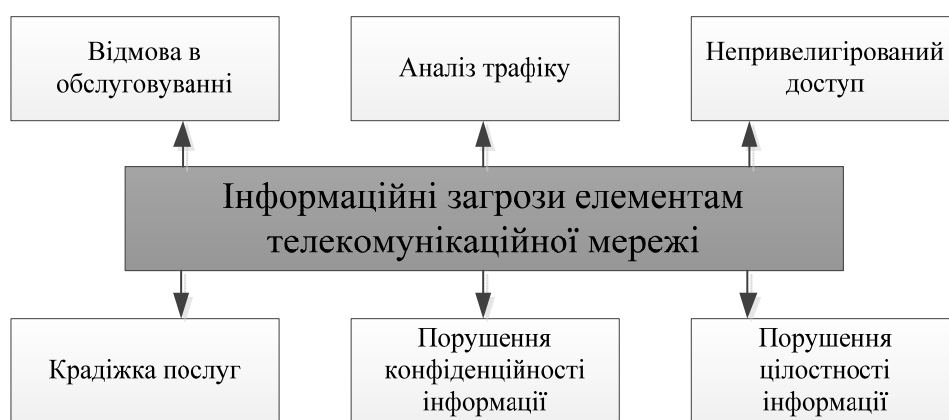 Відмова в
обслуговуванні
Аналіз трафіку
Непривелигірований
доступ
Інформаційні загрози елементам
телекомунікаційної мережі
Крадіжка послуг
Порушення
конфіденційності
інформації
Порушення
цілостності
інформації